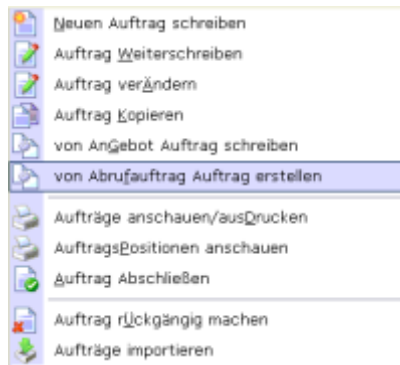 Neuen Auftrag schreiben
Auftrag Weiterschreiben
Auftrag verÄndern
Auftrag Kopieren
von AnGebot Auftrag schreiben
von Abrufauftrag Auftrag erstellen
Aufträge anschauen/ausDrucken
AuftragsPositionen anschauen
Auftrag Abschließen
Auftrag rÜckgängig machen
Aufträge importieren